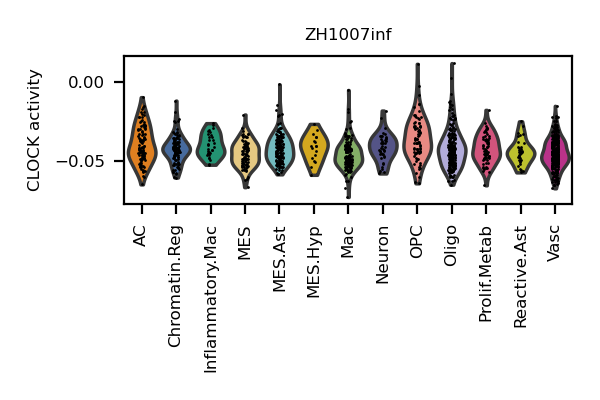 ZH1007inf
CLOCK activity
0.00
−0.05
AC
Chromatin.Reg
Inflammatory.Mac
MES
MES.Ast
MES.Hyp
Mac
Neuron
OPC
Oligo
Prolif.Metab
Reactive.Ast
Vasc